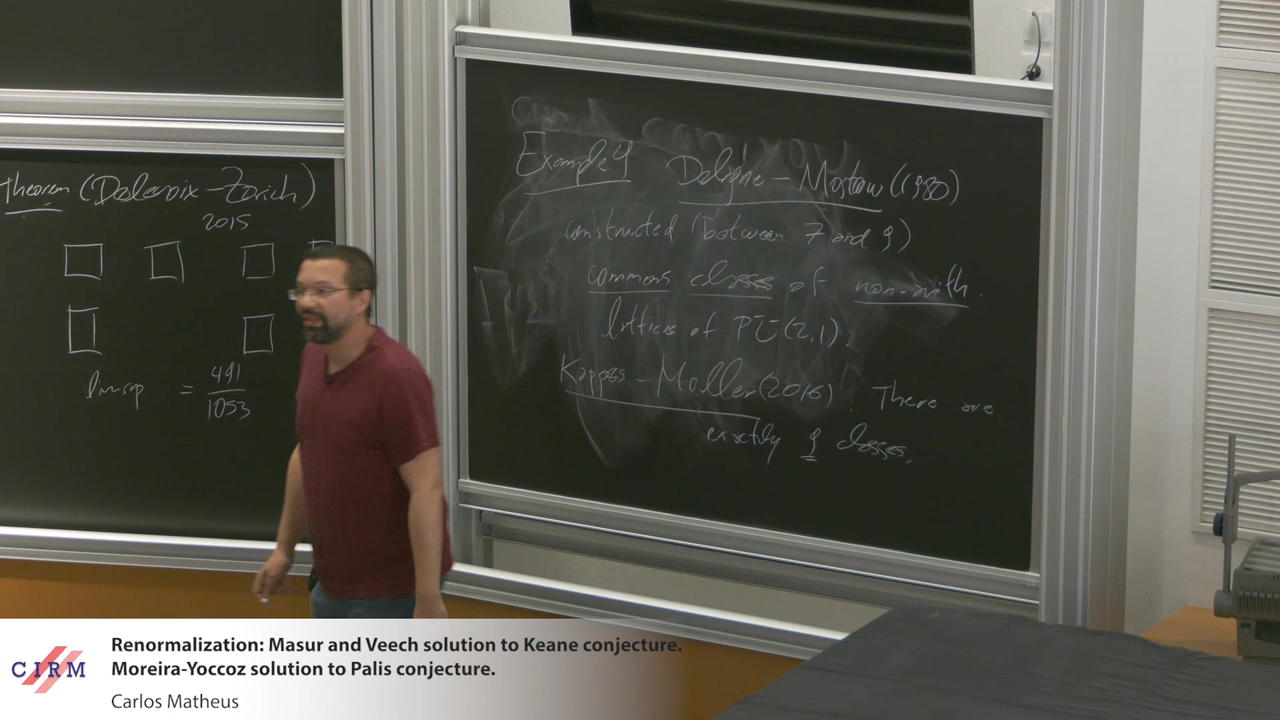 Theorem (Delecroix-Zorich)
2015
limsup = 491
1053
Example 4 Deligne - Mostow (1980)
constructed (between 7 and 9)
commens. classes of non-arith.
lattices of PU(2,1).
Kappes - Möller (2016). There are
exactly 9 classes.
CIRM
Renormalization: Masur and Veech solution to Keane conjecture.
Moreira-Yoccoz solution to Palis conjecture.
Carlos Matheus